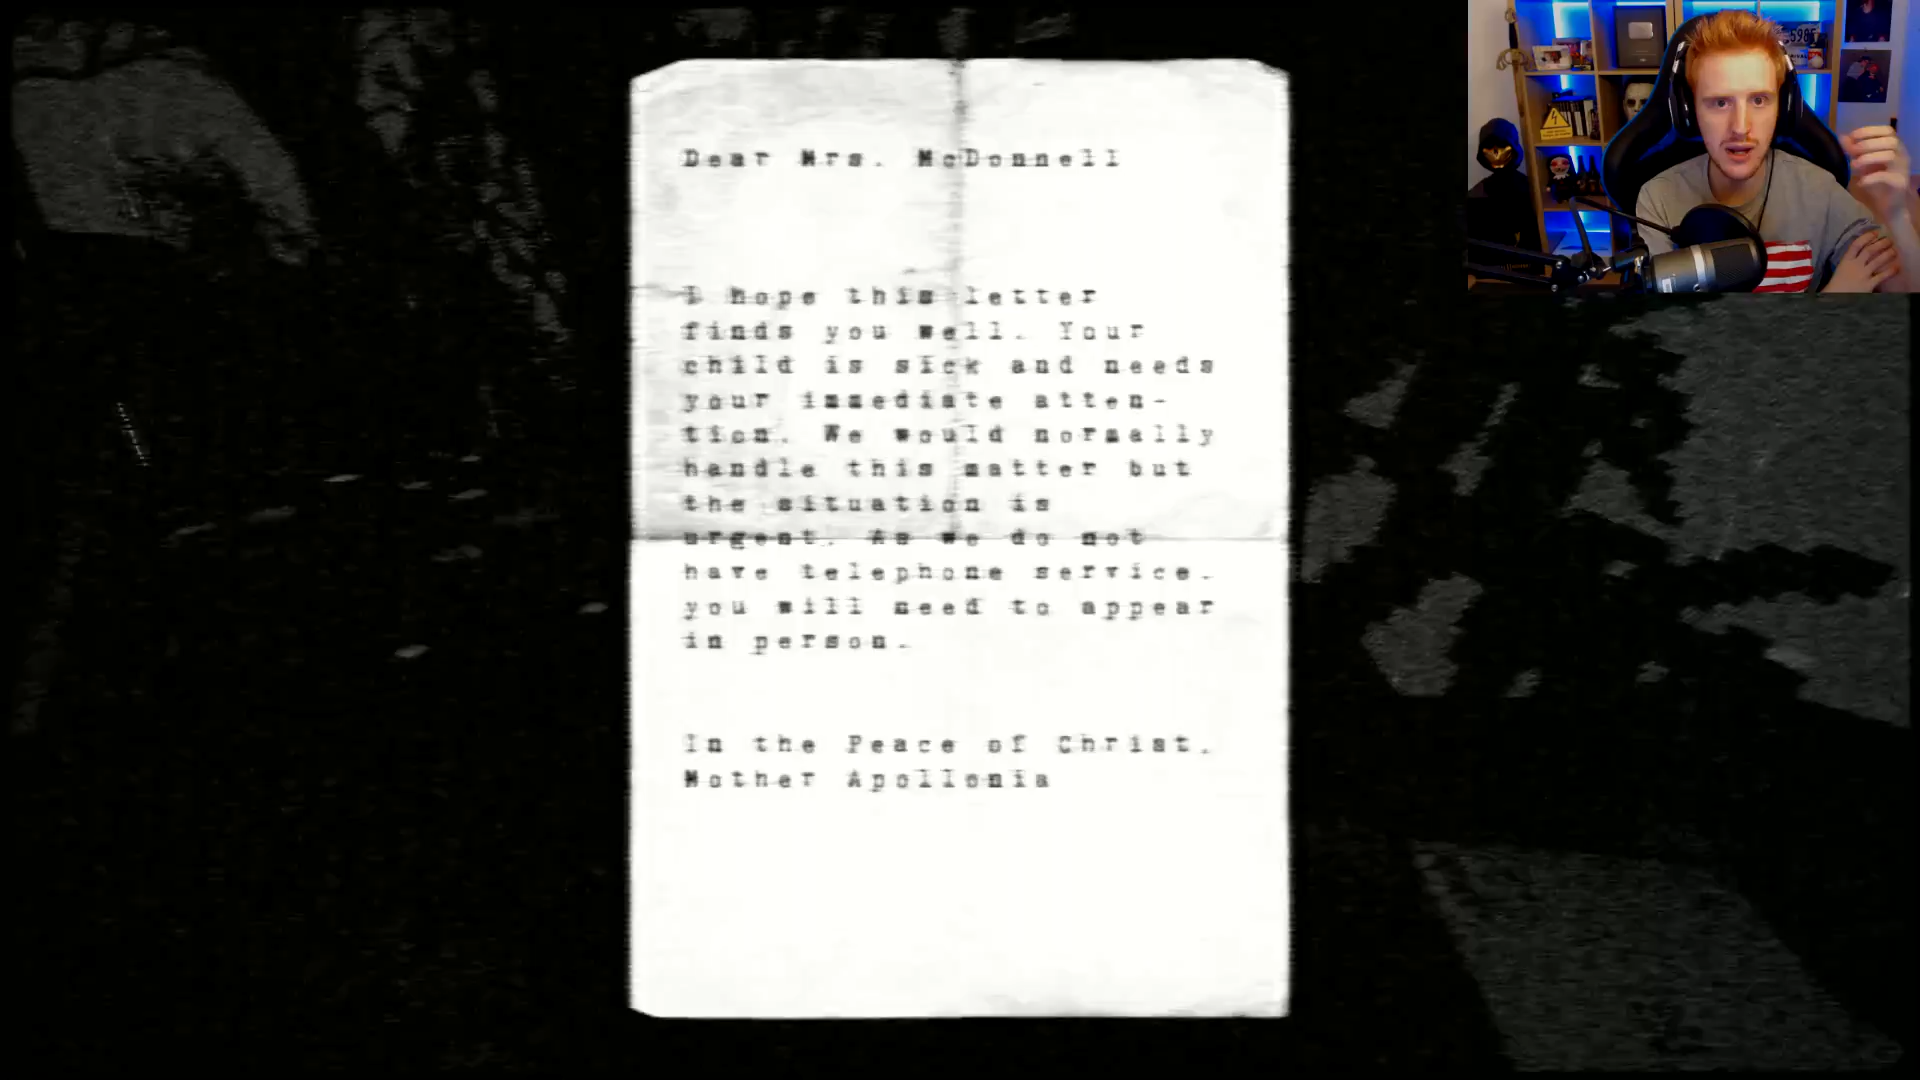 Dear Mrs. McDonnell
I hope this letter
finds you well. Your
child is sick and needs
your immediate atten-
tion. We would normally
handle this matter but
the situation is
urgent. As we do not
have telephone service,
you will need to appear
in person.
In the Peace of Christ,
Mother Apollonia